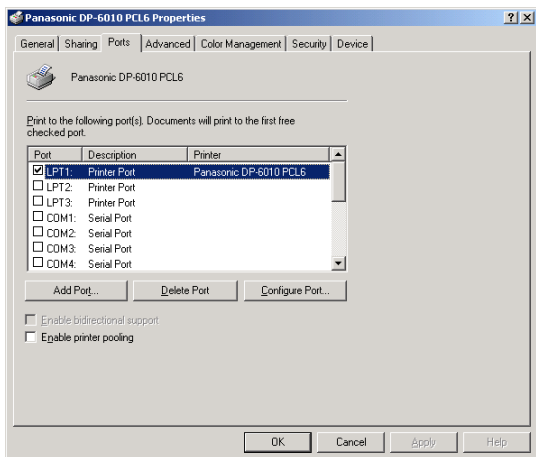 Panasonic DP-6010 PCL6 Properties
General Sharing Ports Advanced Color Management Security Device
Panasonic DP-6010 PCL6
Print to the following port(s). Documents will print to the first free
checked port.
Port Description Printer
LPT1: Printer Port Panasonic DP-6010 PCL6
LPT2: Printer Port
LPT3: Printer Port
COM1: Serial Port
COM2: Serial Port
COM3: Serial Port
COM4: Serial Port
Add Port... Delete Port Configure Port...
Enable bidirectional support
Enable printer pooling
OK Cancel Apply Help